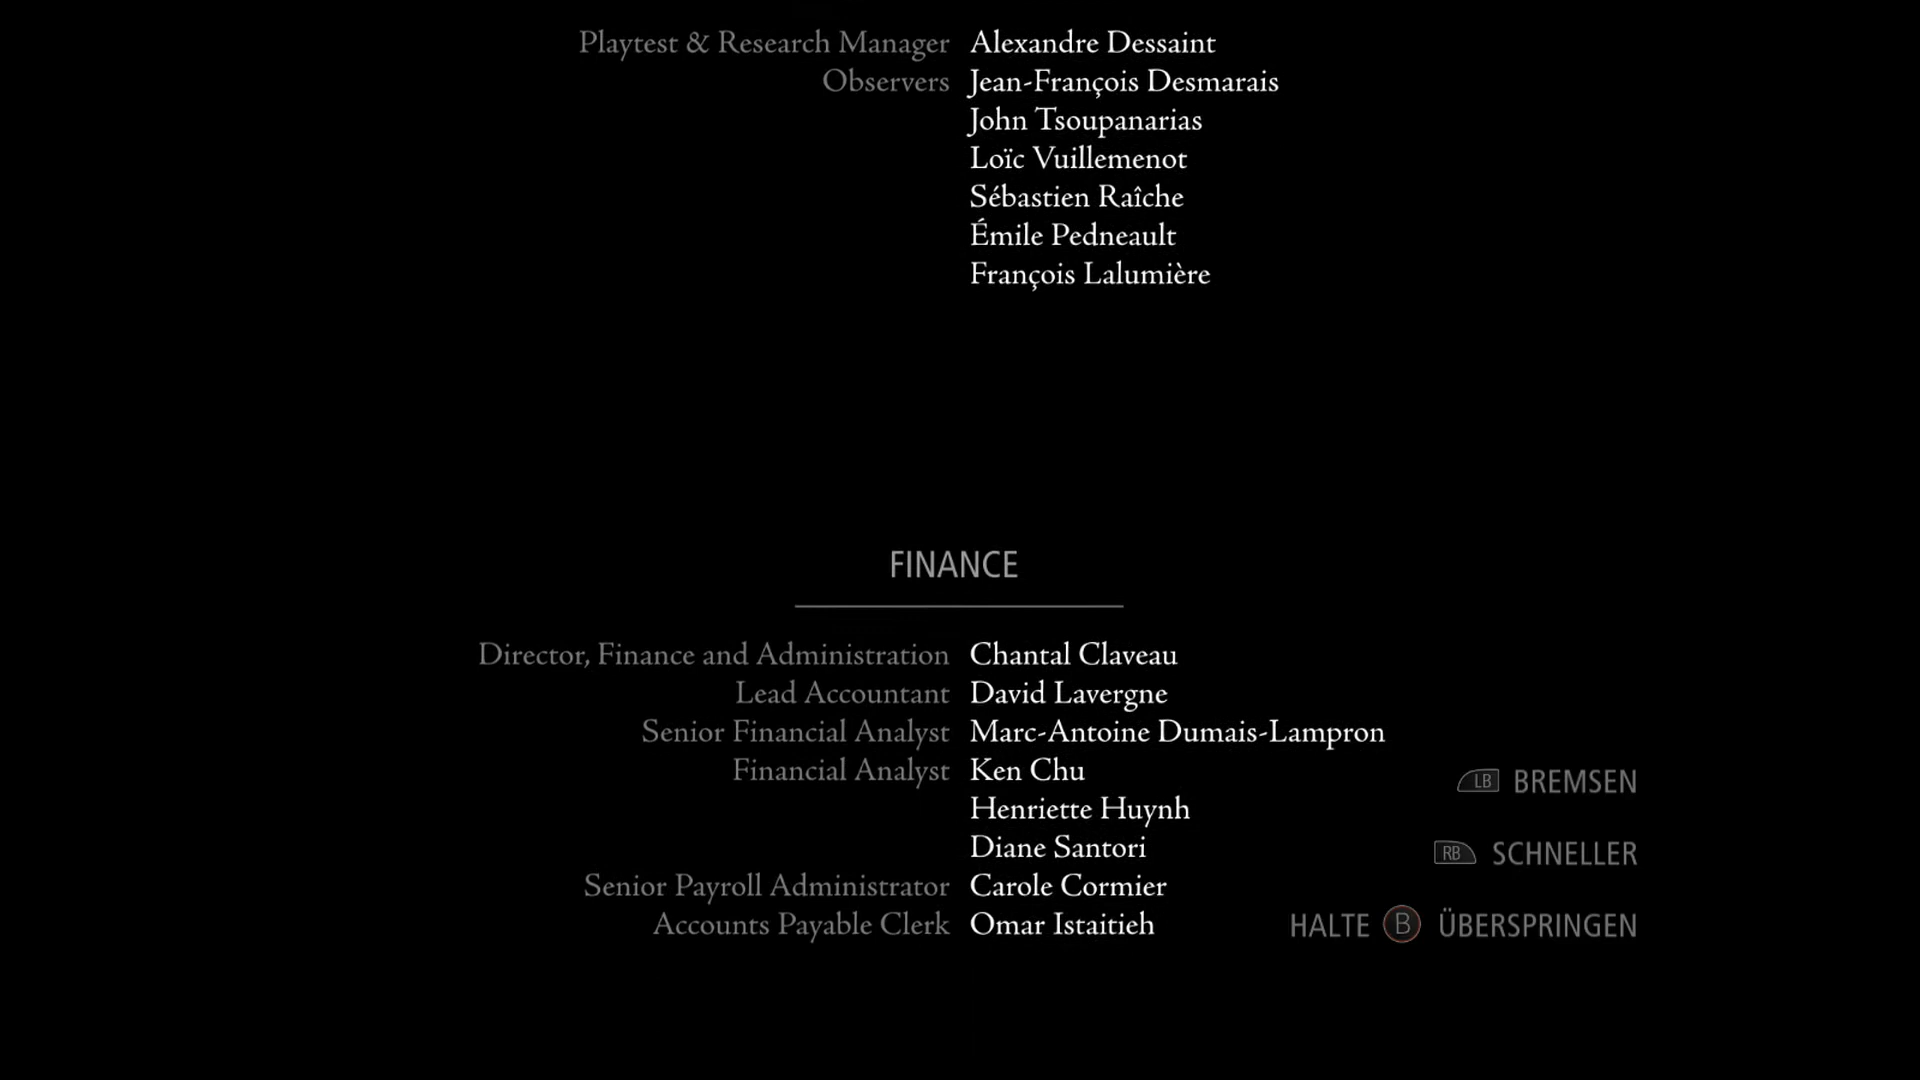 Playtest & Research Manager Alexandre Dessaint
Observers Jean-François Desmarais
John Tsoupanarias
Loïc Vuillemenot
Sébastien Raîche
Émile Pedneault
François Lalumière
FINANCE
Director, Finance and Administration Chantal Claveau
Lead Accountant David Lavergne
Senior Financial Analyst Marc-Antoine Dumais-Lampron
Financial Analyst Ken Chu
LB BREMSEN
Henriette Huynh
Diane Santori
RB SCHNELLER
Senior Payroll Administrator Carole Cormier
Accounts Payable Clerk Omar Istaitieh
HALTE B ÜBERSPRINGEN